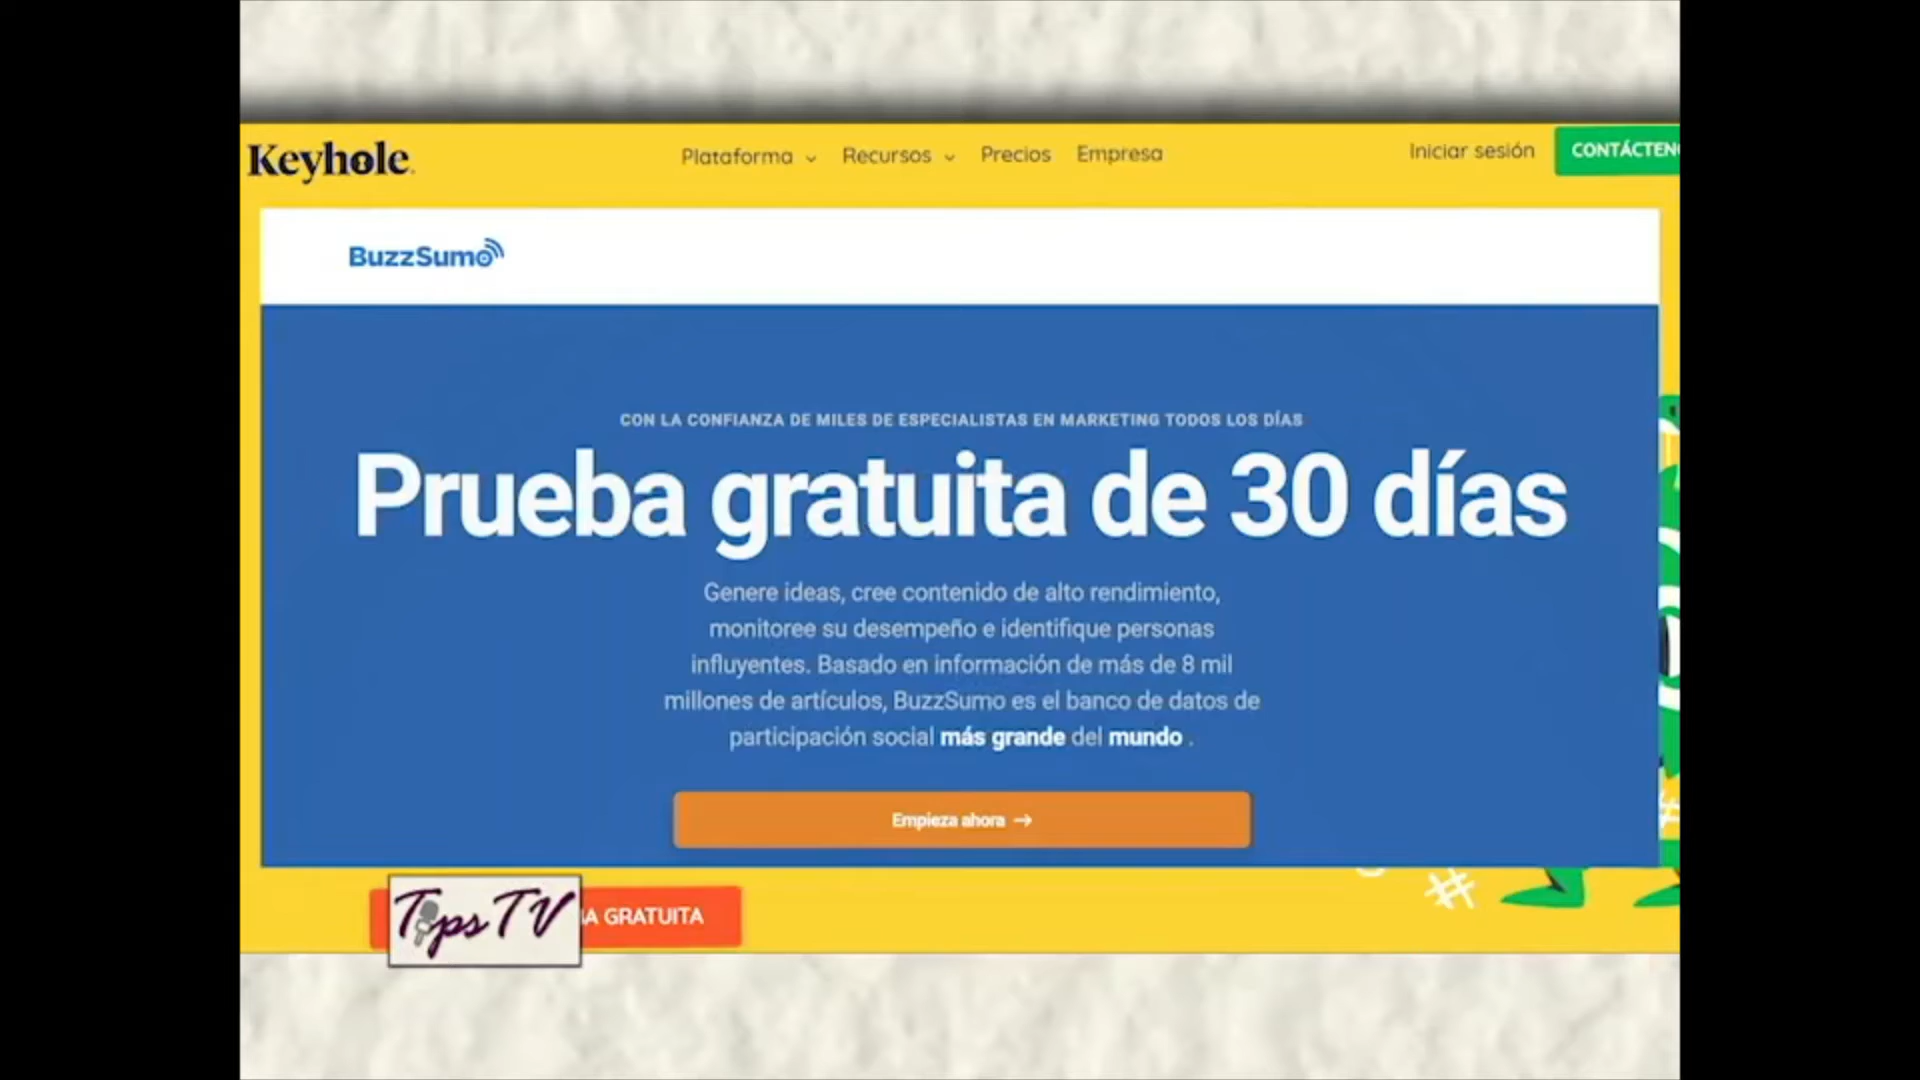 Keyhole.
Plataforma
Recursos
Precios
Empresa
Iniciar sesión
BuzzSumo
CON LA CONFIANZA DE MILES DE ESPECIALISTAS EN MARKETING TODOS LOS DÍAS
Prueba gratuita de 30 días
Genere ideas, cree contenido de alto rendimiento,
monitoree su desempeño e identifique personas
influyentes. Basado en información de más de 8 mil
millones de artículos, BuzzSumo es el banco de datos de
participación social más grande del mundo .
Empieza ahora →
Tips TV
GRATUITA
#
#